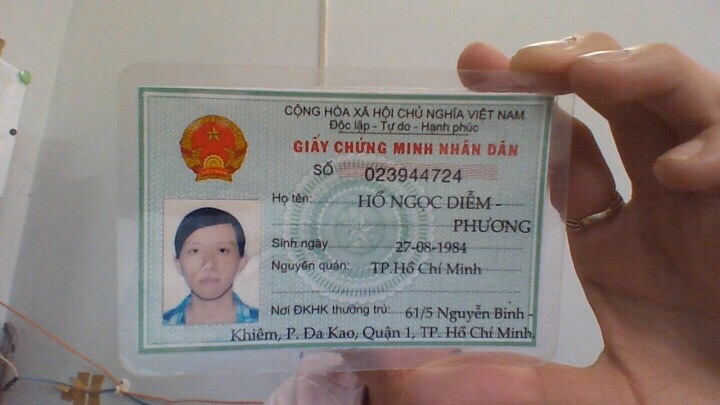 CỘNG HÒA XÃ HỘI CHỦ NGHĨA VIỆT NAM
Độc lập - Tự do - Hạnh phúc
GIẤY CHỨNG MINH NHÂN DÂN
SỐ 023944724
Họ tên: HỒ NGỌC DIỄM -
PHƯƠNG
Sinh ngày 27-08-1984
Nguyên quán: TP.Hồ Chí Minh
Nơi ĐKHK thường trú: 61/5 Nguyễn Bỉnh -
Khiêm, P. Đa Kao, Quận 1, TP. Hồ Chí Minh